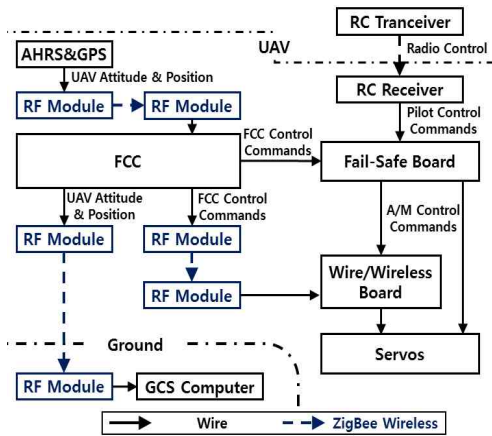 RC Tranceiver
UAV
Radio Control
AHRS&GPS
UAV Attitude & Position
RC Receiver
RF Module
RF Module
Pilot Control
Commands
FCC Control
Commands
FCC
Fail-Safe Board
UAV Attitude
& Position
FCC Control
Commands
A/M Control
Commands
RF Module
RF Module
Wire/Wireless
Board
RF Module
Ground
Servos
RF Module
GCS Computer
Wire
ZigBee Wireless